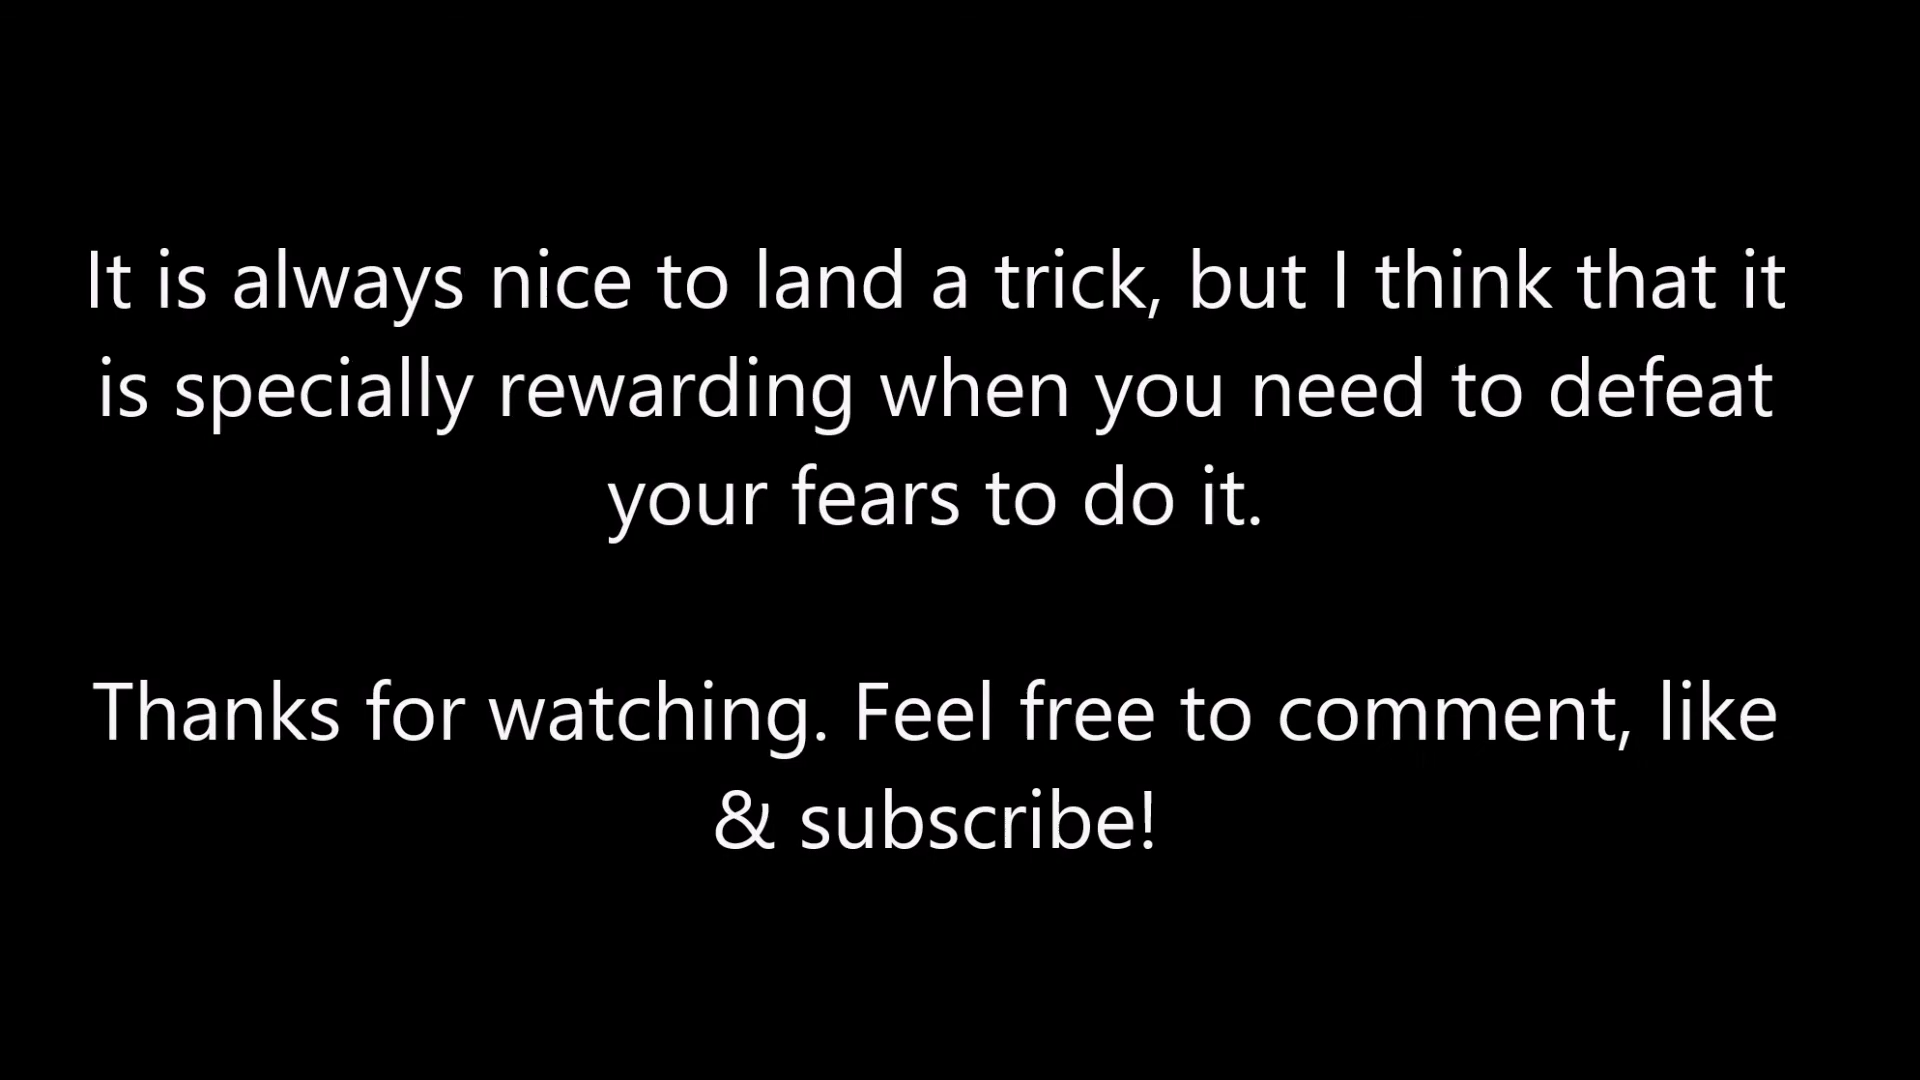 It is always nice to land a trick, but I think that it
is specially rewarding when you need to defeat
your fears to do it.
Thanks for watching. Feel free to comment, like
& subscribe!